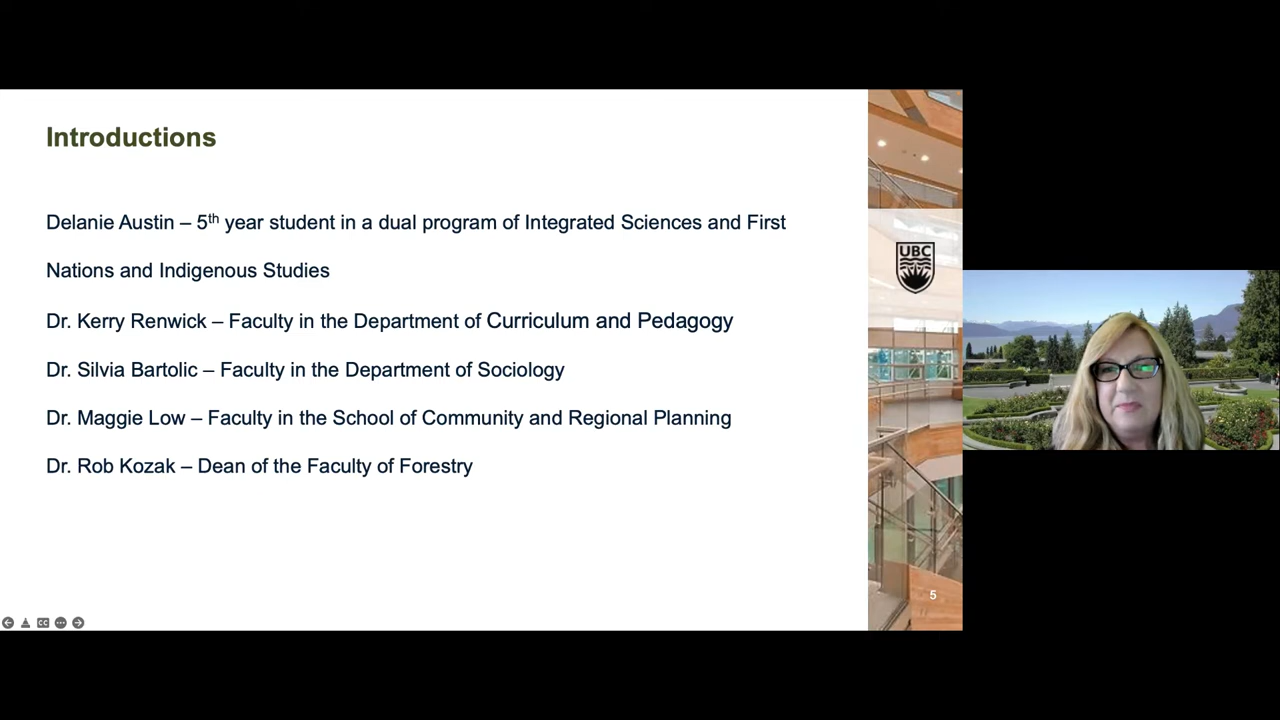 Introductions
Delanie Austin – 5th year student in a dual program of Integrated Sciences and First
Nations and Indigenous Studies
Dr. Kerry Renwick – Faculty in the Department of Curriculum and Pedagogy
Dr. Silvia Bartolic – Faculty in the Department of Sociology
Dr. Maggie Low – Faculty in the School of Community and Regional Planning
Dr. Rob Kozak – Dean of the Faculty of Forestry
UBC
5
CC